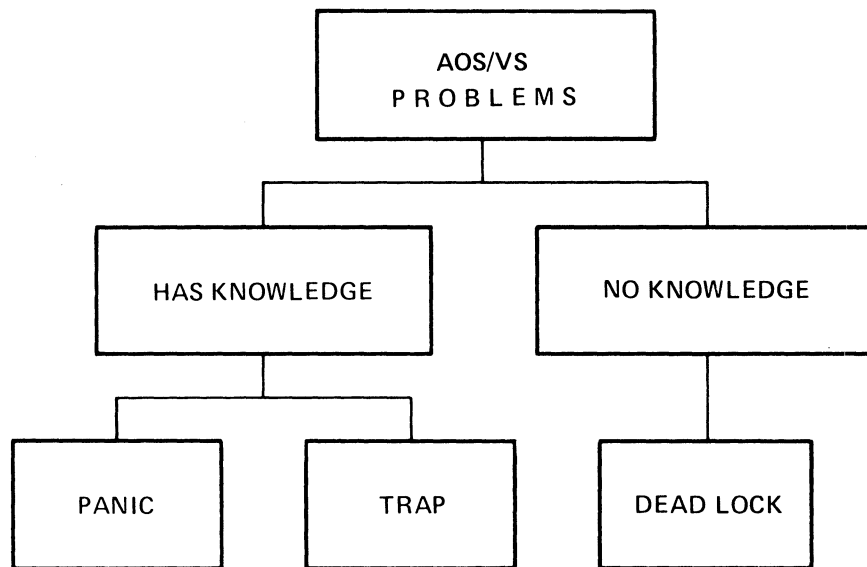 AOS/VS
PROBLEMS
HAS KNOWLEDGE
NO KNOWLEDGE
PANIC
TRAP
DEAD LOCK